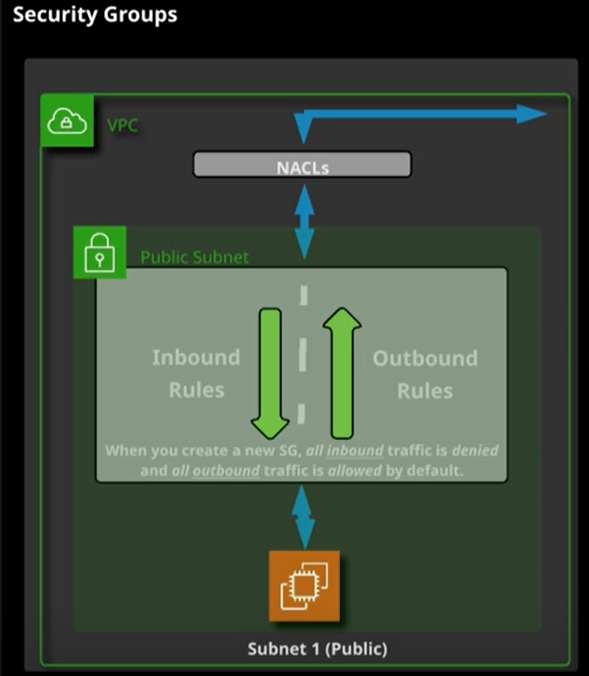 Security Groups
VPC
NACLs
Public Subnet
Inbound
Rules
Outbound
Rules
When you create a new SG, all inbound traffic is denied
and all outbound traffic is allowed by default.
Subnet 1 (Public)